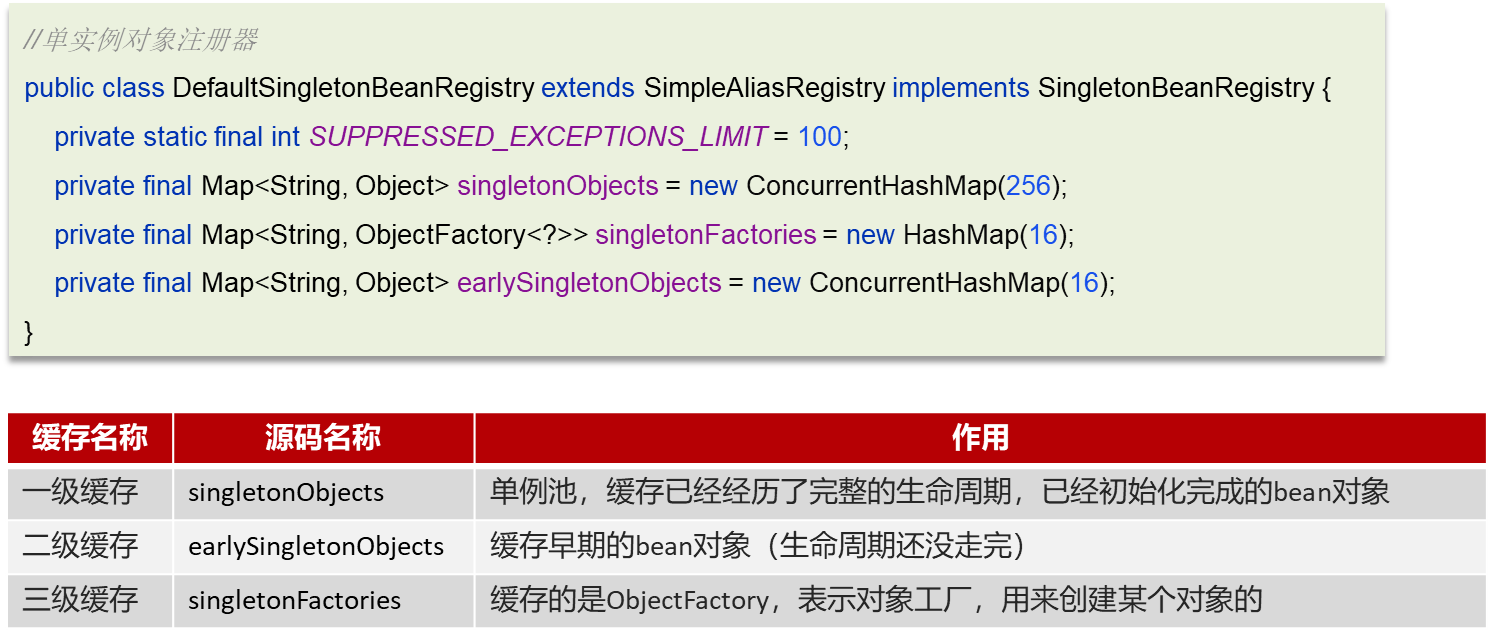 //单实例对象注册器
public class DefaultSingletonBeanRegistry extends SimpleAliasRegistry implements SingletonBeanRegistry {
private static final int SUPPRESSED_EXCEPTIONS_LIMIT = 100;
private final Map<String, Object> singletonObjects = new ConcurrentHashMap(256);
private final Map<String, ObjectFactory<?>> singletonFactories = new HashMap(16);
private final Map<String, Object> earlySingletonObjects = new ConcurrentHashMap(16);
}
缓存名称 源码名称 作用
一级缓存 singletonObjects 单例池，缓存已经经历了完整的生命周期，已经初始化完成的bean对象
二级缓存 earlySingletonObjects 缓存早期的bean对象（生命周期还没走完）
三级缓存 singletonFactories 缓存的是ObjectFactory，表示对象工厂，用来创建某个对象的